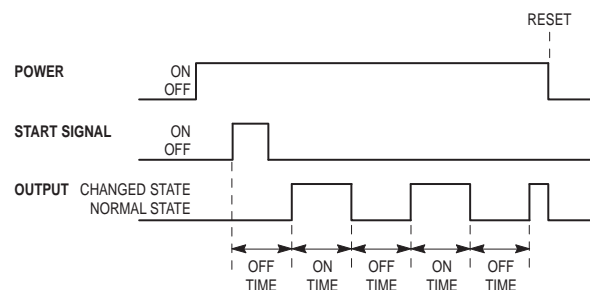 RESET
POWER ON
OFF
START SIGNAL ON
OFF
OUTPUT CHANGED STATE
NORMAL STATE
OFF ON OFF ON OFF
TIME TIME TIME TIME TIME